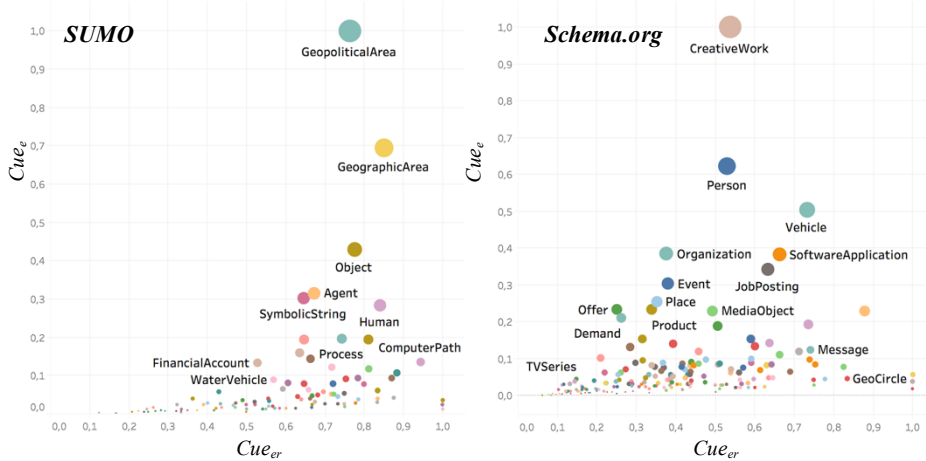 SUMO
1,0
GeopoliticalArea
0,9
0,8
0,7
GeographicArea
0,6
Cue_e
0,5
0,4
Object
0,3
Agent
SymbolicString
Human
0,2
Process
ComputerPath
FinancialAccount
0,1
WaterVehicle
0,0
0,0 0,1 0,2 0,3 0,4 0,5 0,6 0,7 0,8 0,9 1,0
Cue_er
Schema.org
1,0
CreativeWork
0,9
0,8
0,7
Cue_e
0,6
Person
0,5
Vehicle
0,4
Organization
SoftwareApplication
0,3
Event
JobPosting
Place
Offer
MediaObject
0,2
Demand
Product
Message
0,1
TVSeries
GeoCircle
0,0
0,0 0,1 0,2 0,3 0,4 0,5 0,6 0,7 0,8 0,9 1,0
Cue_er